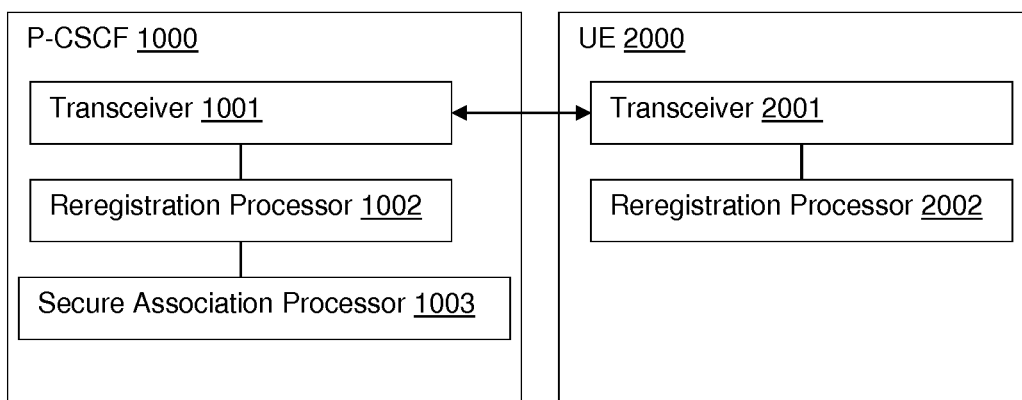 P-CSCF 1000
Transceiver 1001
Reregistration Processor 1002
Secure Association Processor 1003
UE 2000
Transceiver 2001
Reregistration Processor 2002